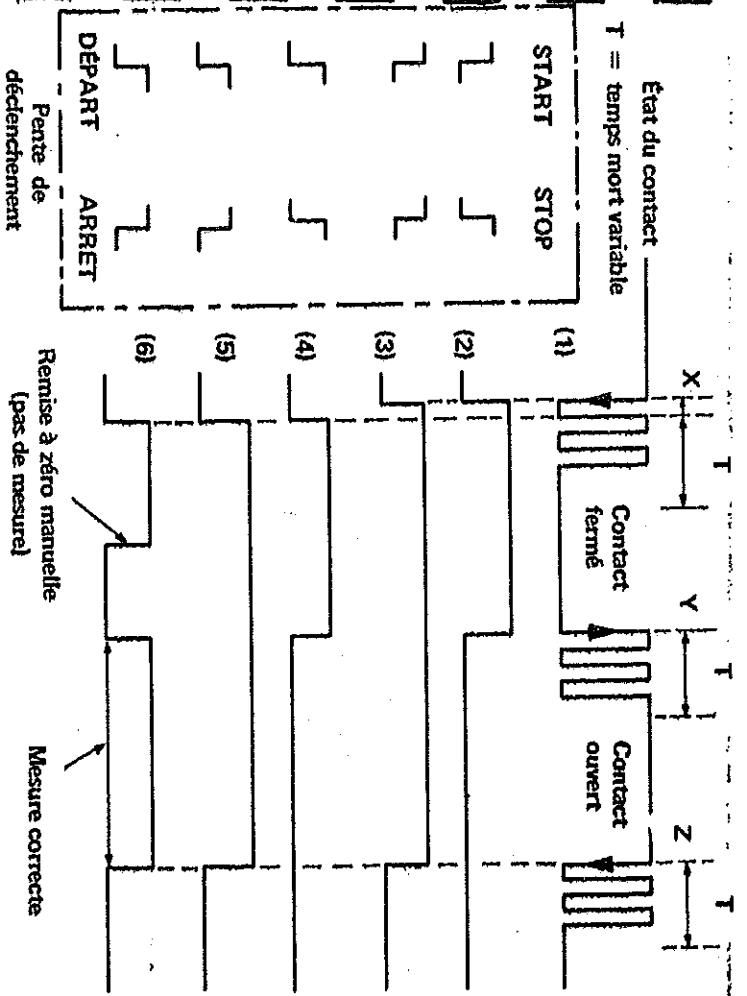 État du contact
T = temps mort variable
X
T
Y
T
Z
T
Contact
fermé
Contact
ouvert
START
STOP
(1)
(2)
(3)
(4)
(5)
(6)
DÉPART
ARRÊT
Pente de
déclenchement
Remise à zéro manuelle
(pas de mesure)
Mesure correcte